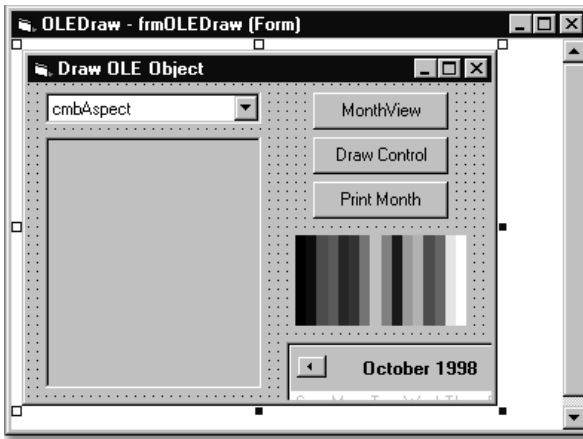 OLEDraw - frmOLEDraw (Form)
Draw OLE Object
cmbAspect
MonthView
Draw Control
Print Month
October 1998